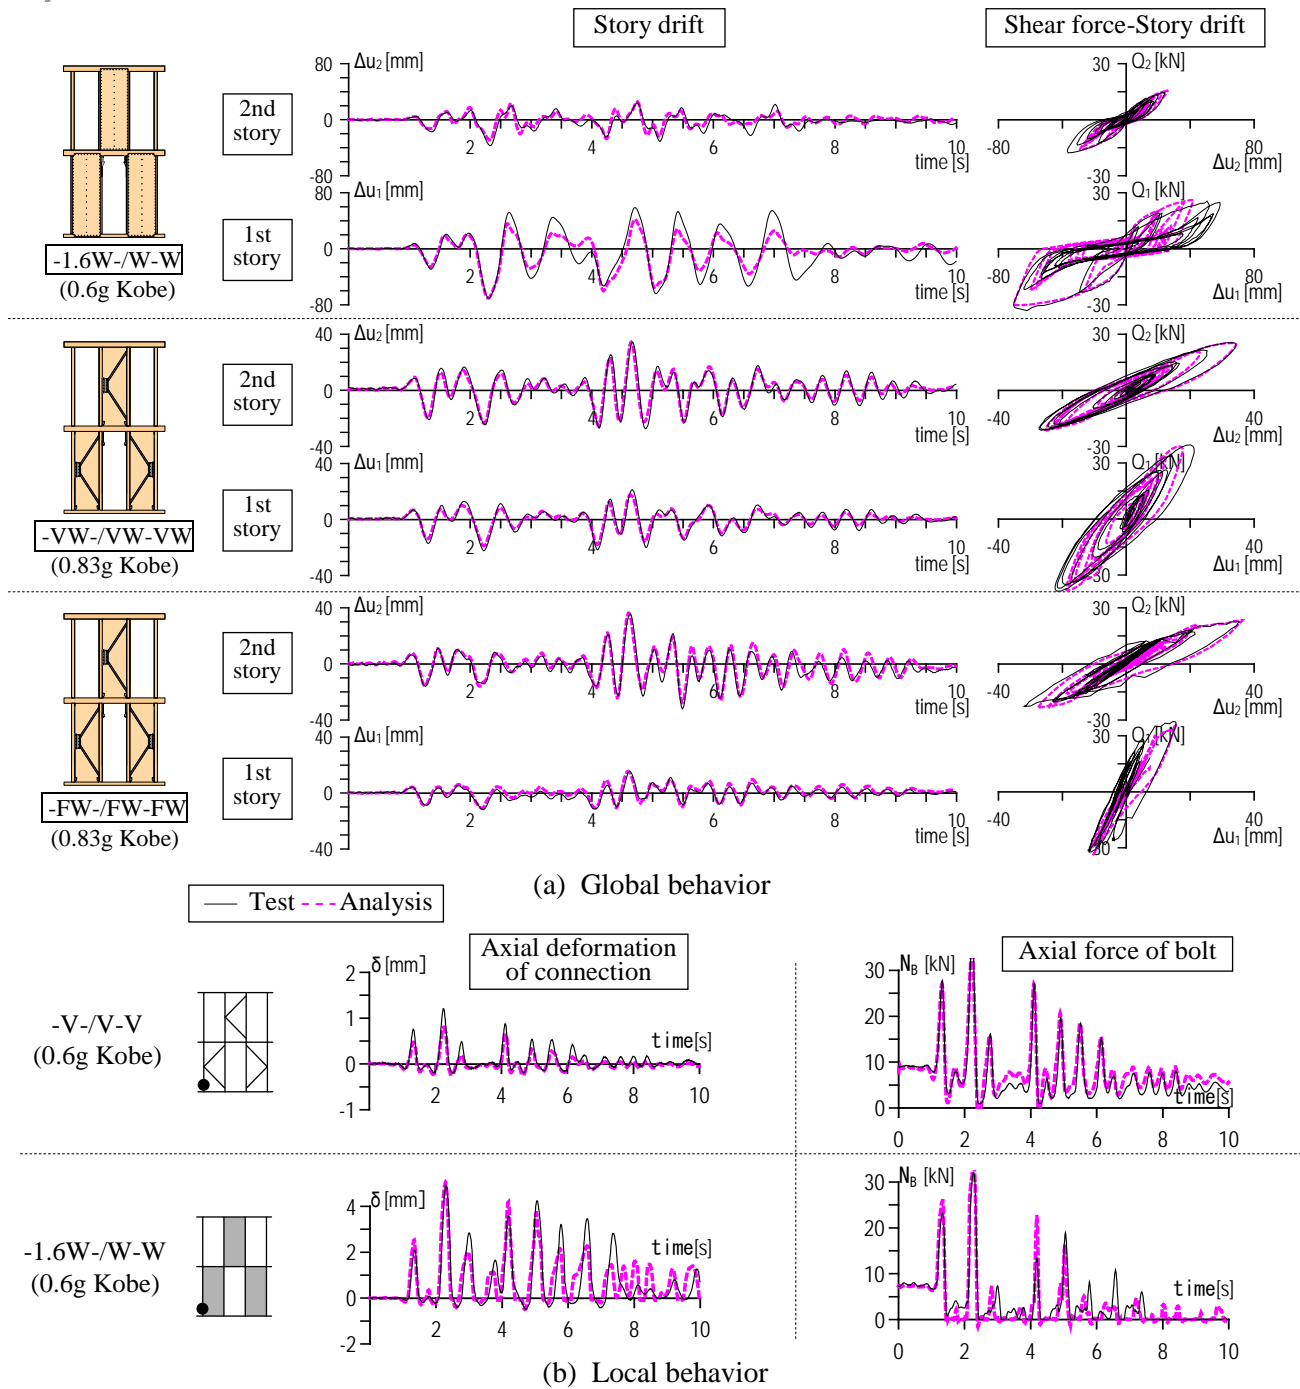 Story drift
Shear force-Story drift
2nd story
Δu2 [mm]
80
0
-80
2 4 6 8 10
time [s]
Q2 [kN]
30
-30
-80 80
Δu2 [mm]
-1.6W-/W-W
(0.6g Kobe)
1st story
Δu1 [mm]
80
0
-80
2 4 6 8 10
time [s]
Q1 [kN]
30
-30
-80 80
Δu1 [mm]
2nd story
Δu2 [mm]
40
0
-40
2 4 6 8 10
time [s]
Q2 [kN]
30
-30
-40 40
Δu2 [mm]
-VW-/VW-VW
(0.83g Kobe)
1st story
Δu1 [mm]
40
0
-40
2 4 6 8 10
time [s]
Q1 [kN]
30
30
-40 40
Δu1 [mm]
2nd story
Δu2 [mm]
40
0
-40
2 4 6 8 10
time [s]
Q2 [kN]
30
-30
-40 40
Δu2 [mm]
-FW-/FW-FW
(0.83g Kobe)
1st story
Δu1 [mm]
40
0
-40
2 4 6 8 10
time [s]
Q1 [kN]
30
30
-40 40
Δu1 [mm]
(a) Global behavior
Test Analysis
Axial deformation of connection
Axial force of bolt
-V-/V-V
(0.6g Kobe)
δ [mm]
2
1
0
-1
2 4 6 8 10
time[s]
NB [kN]
30
20
10
0
0 2 4 6 8 10
time[s]
-1.6W-/W-W
(0.6g Kobe)
δ [mm]
4
2
0
-2
2 4 6 8 10
time[s]
NB [kN]
30
20
10
0
0 2 4 6 8 10
time[s]
(b) Local behavior